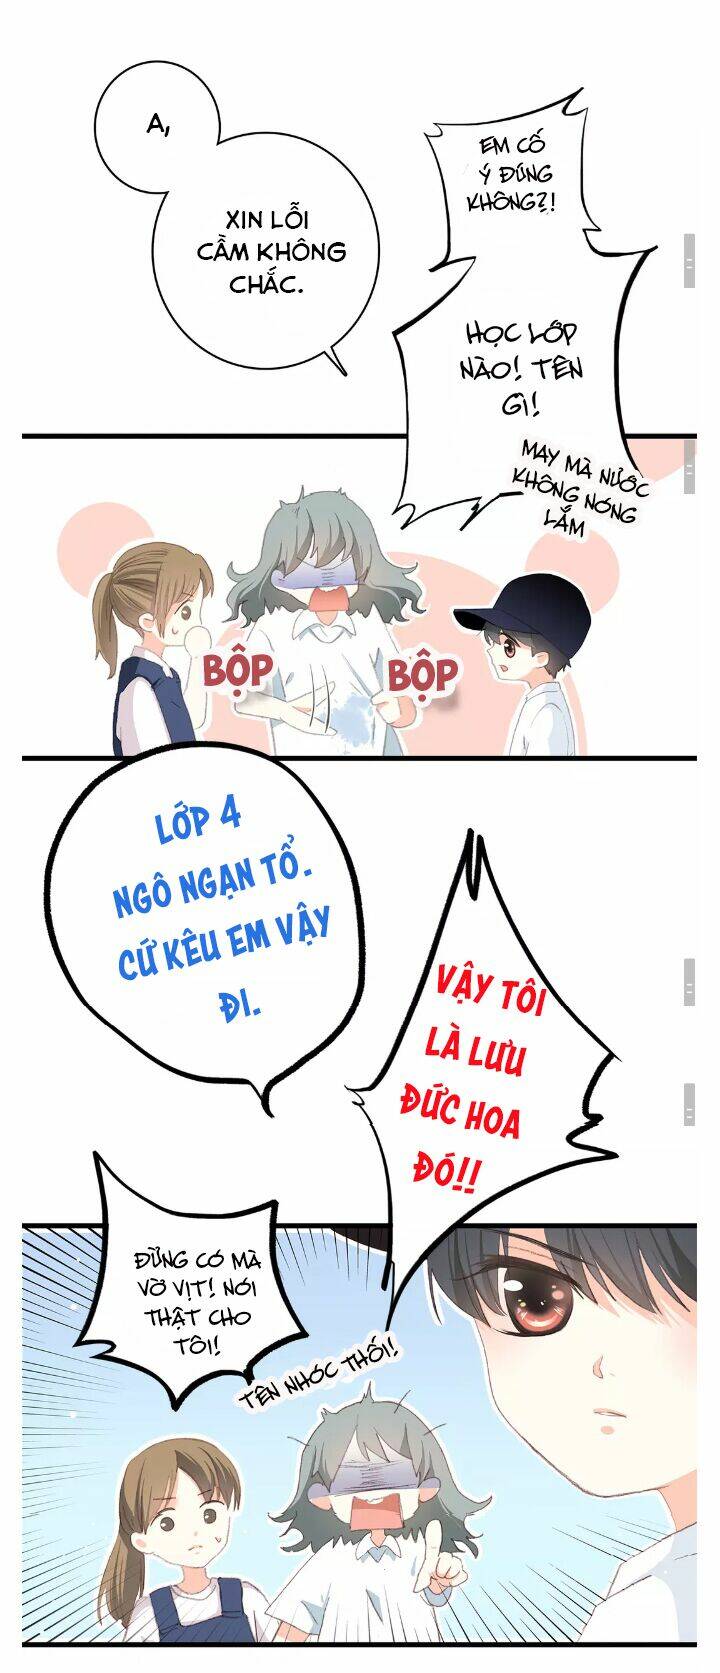 A,
XIN LỖI
CẦM KHÔNG
CHẮC.
EM CỐ
Ý ĐÚNG
KHÔNG?!
HỌC LỚP
NÀO! TÊN
GÌ!
MAY MÀ NƯỚC
KHÔNG NÓNG
LẮM
BỘP
BỘP
LỚP 4
NGÔ NGẠN TỔ.
CỨ KÊU EM VẬY
ĐI.
VẬY TÔI
LÀ LƯU
ĐỨC HOA
ĐÓ!!
ĐỪNG CÓ MÀ
VỜ VỊT! NÓI
THẬT CHO
TÔI!
TÊN NHÓC THỐI!